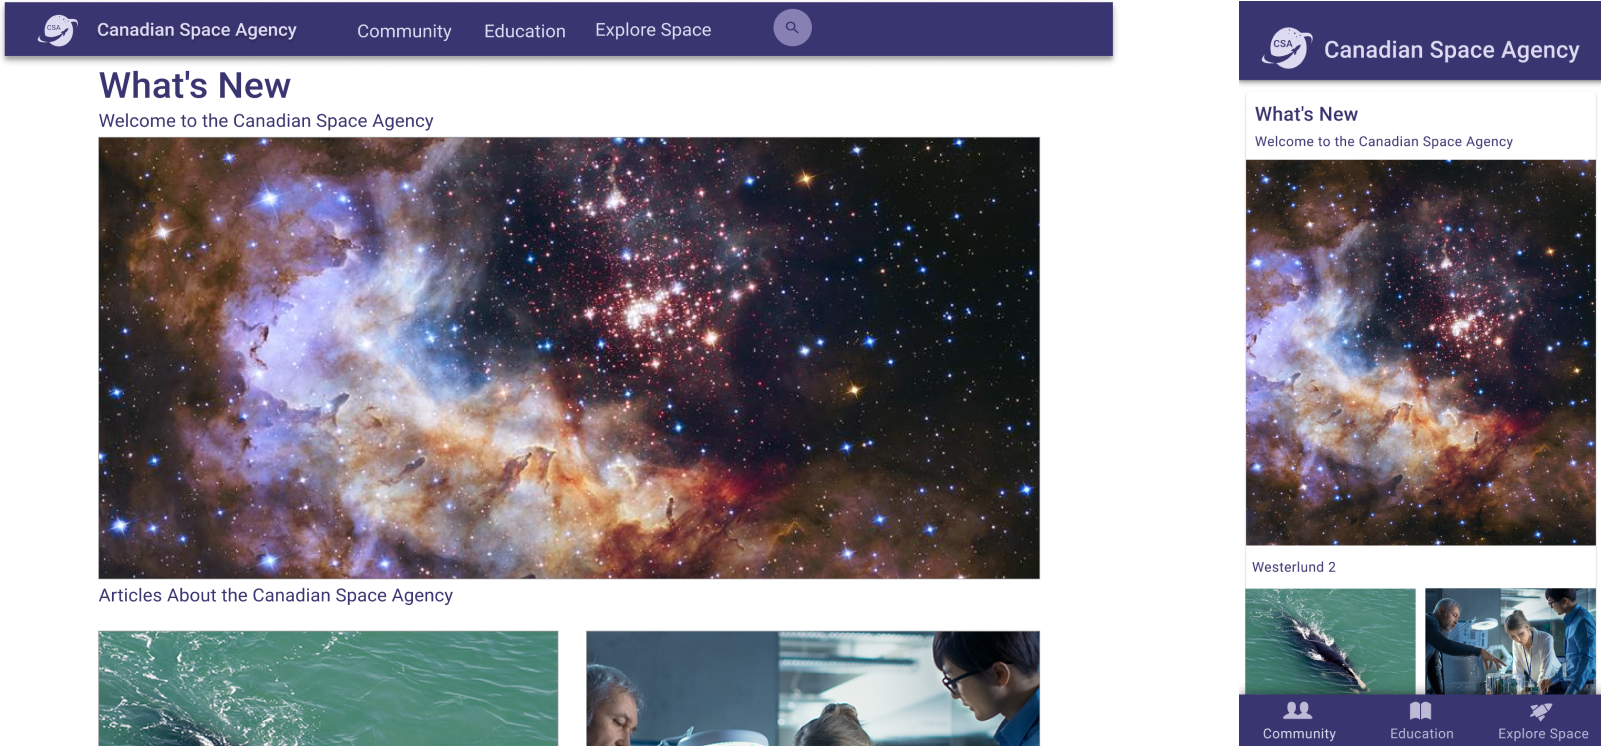 CSA
Canadian Space Agency
Community
Education
Explore Space
What's New
Welcome to the Canadian Space Agency
Articles About the Canadian Space Agency
CSA
Canadian Space Agency
What's New
Welcome to the Canadian Space Agency
Westerlund 2
Community
Education
Explore Space